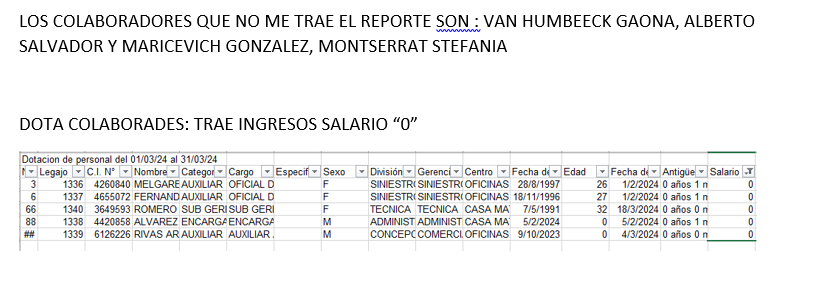 LOS COLABORADORES QUE NO ME TRAE EL REPORTE SON : VAN HUMBEECK GAONA, ALBERTO
SALVADOR Y MARICEVICH GONZALEZ, MONTSERRAT STEFANIA
DOTA COLABORADES: TRAE INGRESOS SALARIO “0”
Dotacion de personal del 01/03/24 al 31/03/24
Legajo C.I. N° Nombre Categor Cargo Especif Sexo División Gerenci Centro Fecha de Edad Fecha de Antigüe Salario
3 1336 4260840 MELGARE AUXILIAR OFICIAL D F SINIESTR SINIESTR OFICINAS 28/8/1997 26 1/2/2024 0 años 1 m 0
6 1337 4655072 FERNAND AUXILIAR OFICIAL D F SINIESTR SINIESTR OFICINAS 18/11/1996 27 1/2/2024 0 años 1 m 0
66 1340 3649593 ROMERO SUB GERI SUB GERI F TECNICA TECNICA CASA MA 7/5/1991 32 18/3/2024 0 años 0 m 0
88 1338 4420858 ALVAREZ ENCARGA ENCARGA M ADMINIST ADMINIST CASA MA 5/2/2024 0 5/2/2024 0 años 1 m 0
## 1339 6126226 RIVAS AR AUXILIAR AUXILIAR . M CONCEPC COMERCI OFICINAS 9/10/2023 0 4/3/2024 0 años 0 m 0